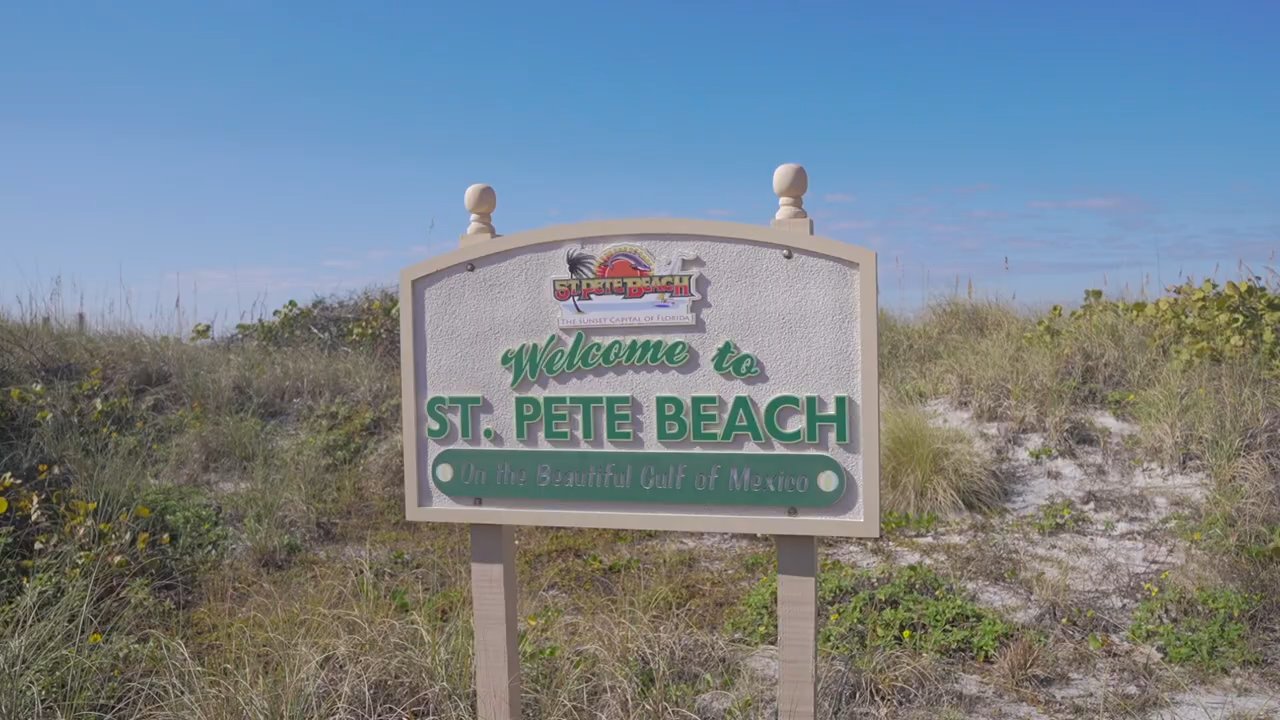 ST. PETE BEACH
THE SUNSET CAPITAL OF FLORIDA
Welcome to
ST. PETE BEACH
On the Beautiful Gulf of Mexico